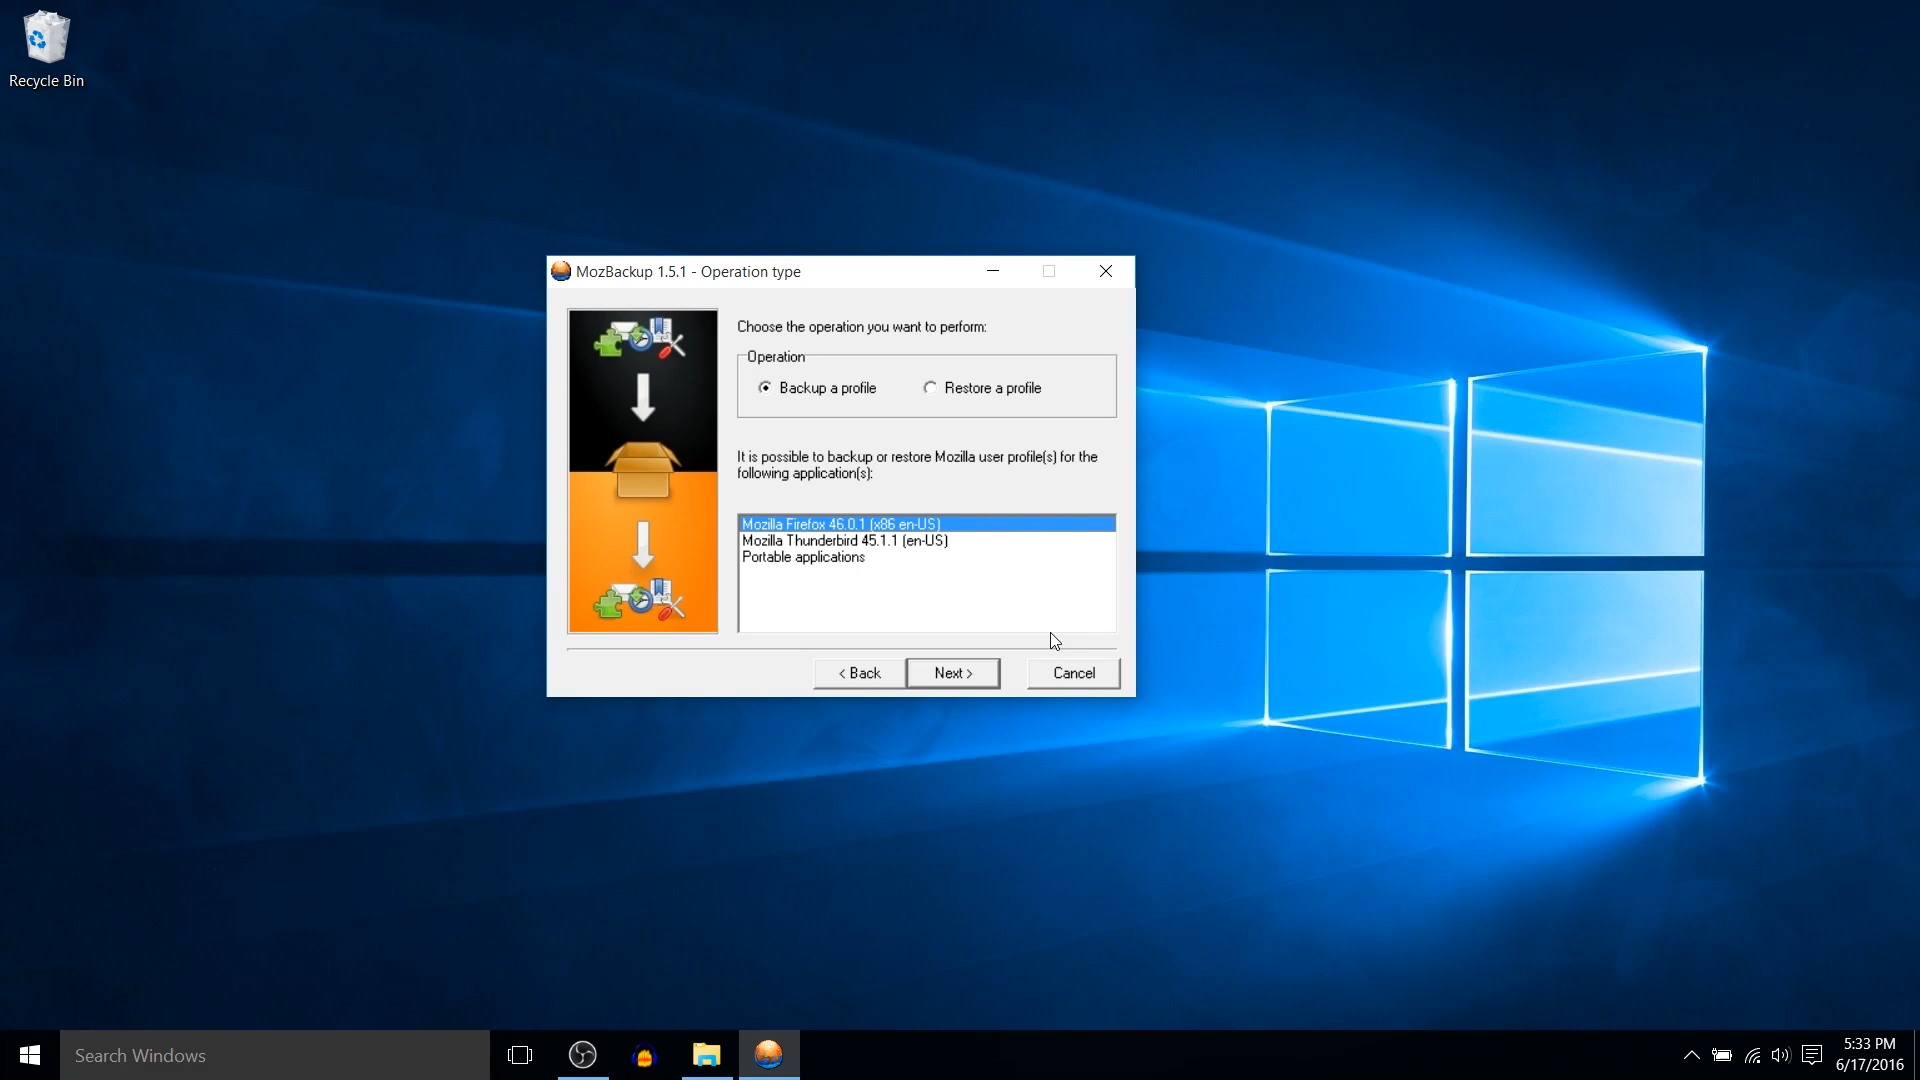 Recycle Bin
MozBackup 1.5.1 - Operation type
Choose the operation you want to perform:
Operation
Backup a profile
Restore a profile
It is possible to backup or restore Mozilla user profile(s) for the
following application(s):
Mozilla Firefox 46.0.1 (x86 en-US)
Mozilla Thunderbird 45.1.1 (en-US)
Portable applications
< Back
Next >
Cancel
Search Windows
5:33 PM
6/17/2016